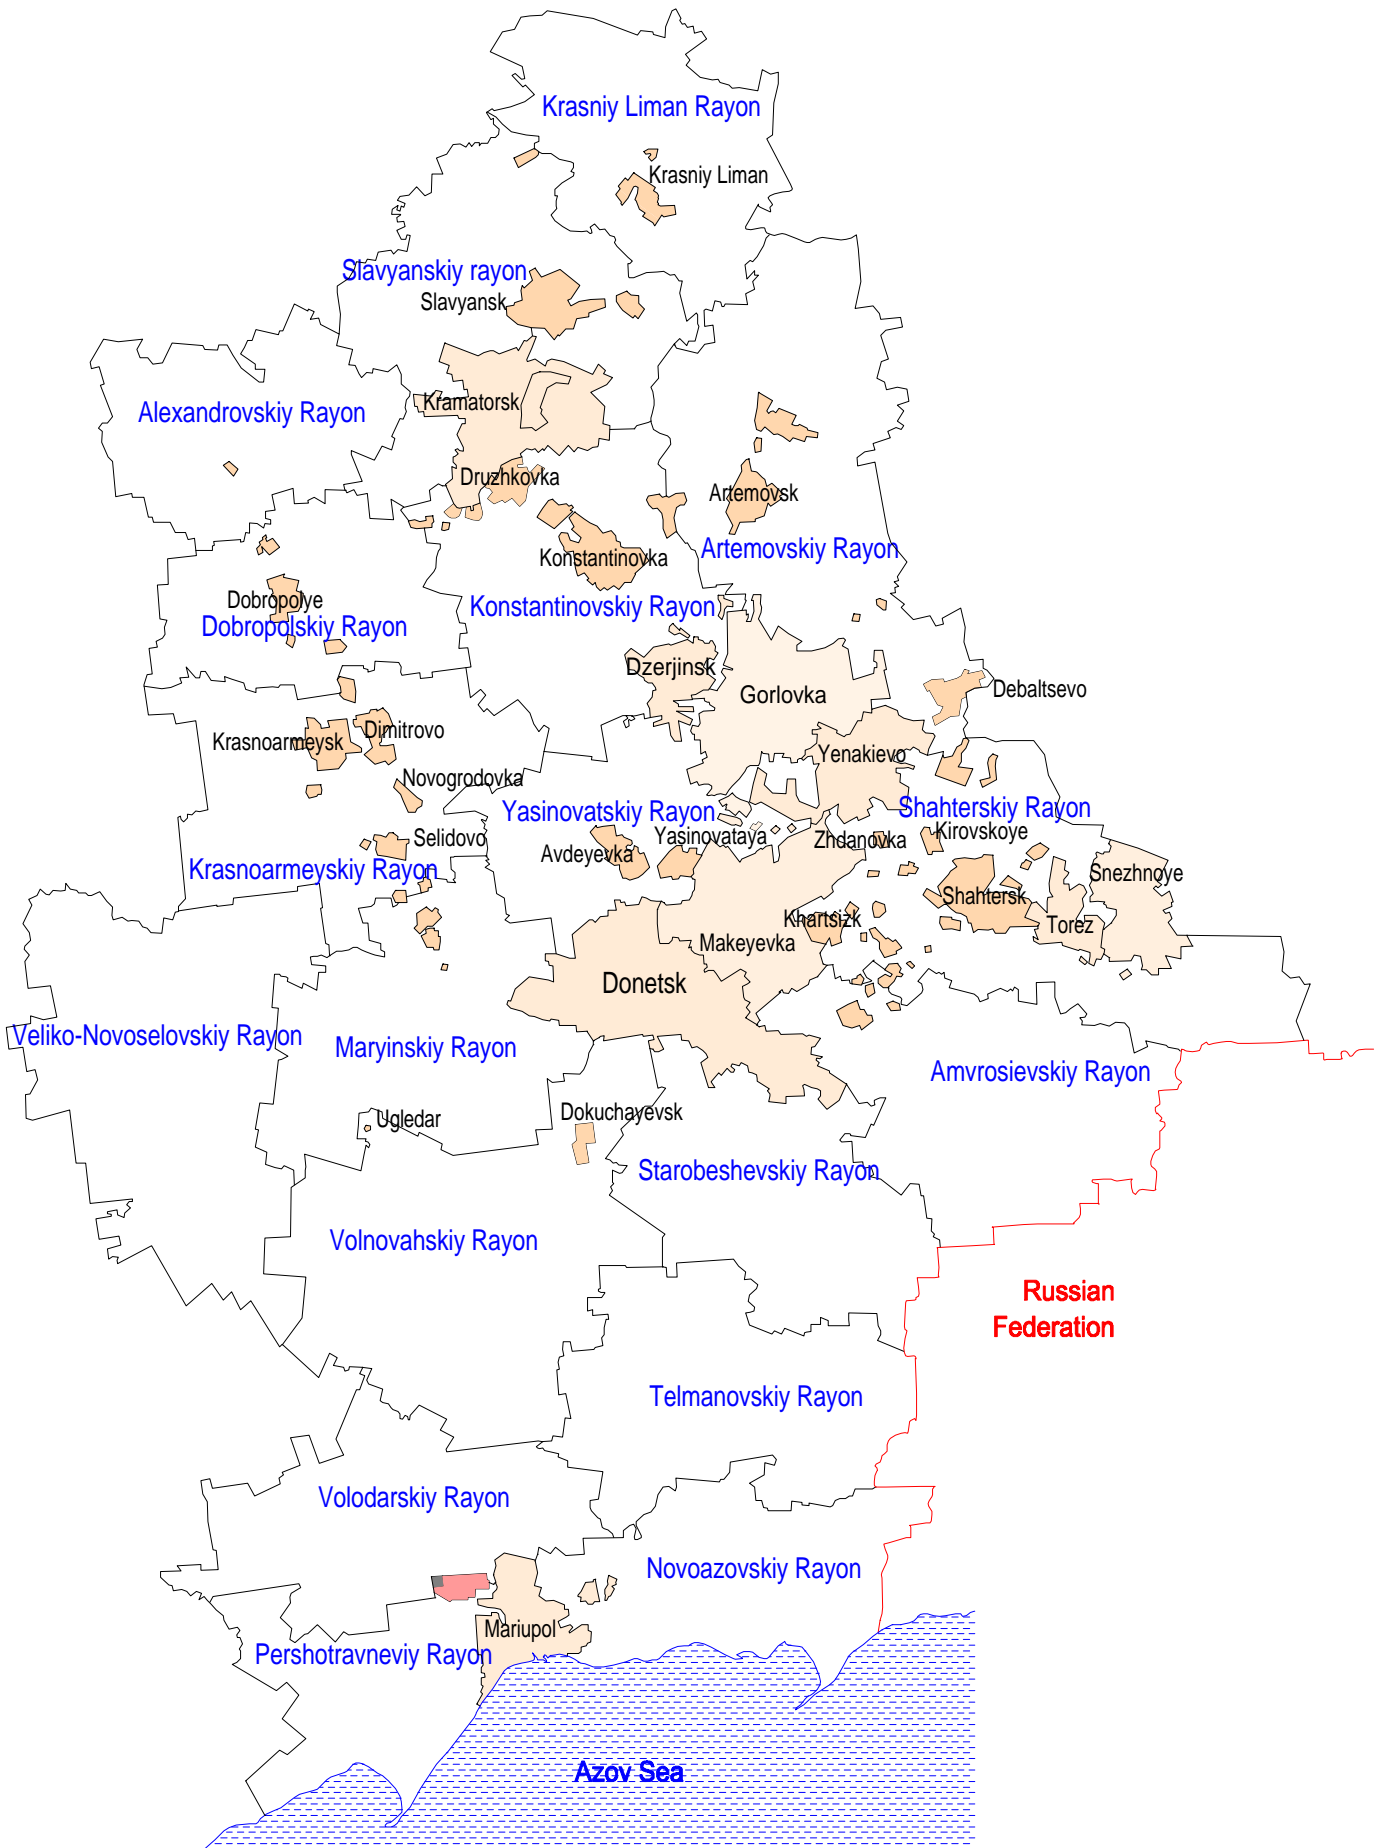 Krasniy Liman Rayon
Krasniy Liman
Slavyanskiy rayon
Slavyansk
Kramatorsk
Alexandrovskiy Rayon
Druzhkovka
Artemovsk
Artemovskiy Rayon
Konstantinovka
Dobropolye
Konstantinovskiy Rayon
Dobropolskiy Rayon
Dzerjinsk
Gorlovka
Debaltsevo
Dimitrovo
Krasnoarmeysk
Yenakievo
Novogrodovka
Yasinovatskiy Rayon
Shahterskiy Rayon
Selidovo
Yasinovataya
Zhdanovka
Kirovskoye
Avdeyevka
Krasnoarmeyskiy Rayon
Snezhnoye
Shahtersk
Khartsizk
Torez
Makeyevka
Donetsk
Veliko-Novoselovskiy Rayon
Maryinskiy Rayon
Amvrosievskiy Rayon
Ugledar
Dokuchayevsk
Starobeshevskiy Rayon
Volnovahskiy Rayon
Russian
Federation
Telmanovskiy Rayon
Volodarskiy Rayon
Novoazovskiy Rayon
Mariupol
Pershotravneviy Rayon
Azov Sea